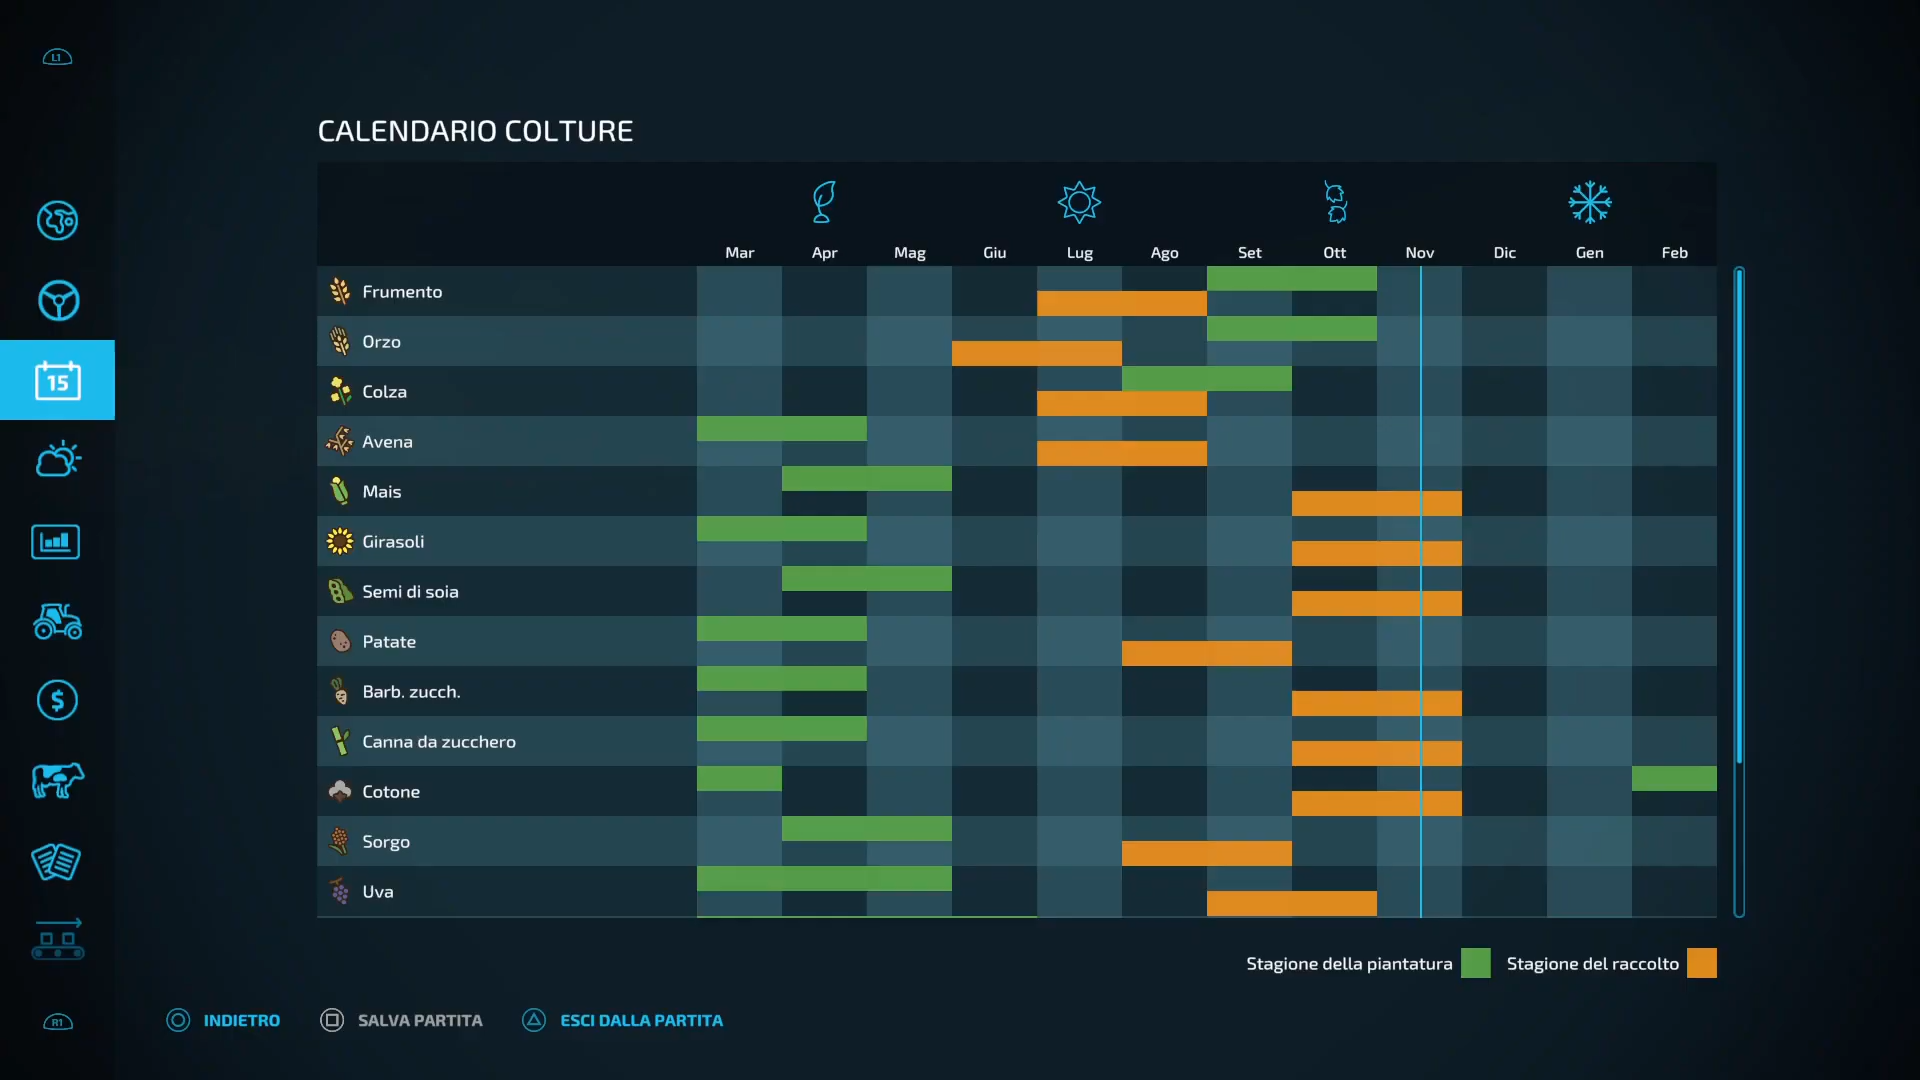 L1
CALENDARIO COLTURE
Mar Apr Mag Giu Lug Ago Set Ott Nov Dic Gen Feb
Frumento
Orzo
15
Colza
Avena
Mais
Girasoli
Semi di soia
Patate
Barb. zucch.
$
Canna da zucchero
Cotone
Sorgo
Uva
Stagione della piantatura Stagione del raccolto
R1
INDIETRO SALVA PARTITA ESCI DALLA PARTITA